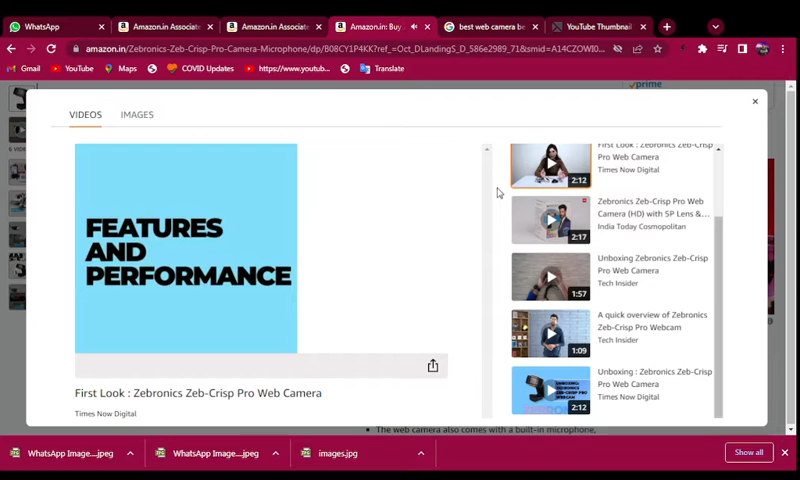 WhatsApp
Amazon.in Associate
Amazon.in Associate
Amazon.in: Buy
best web camera be
YouTube Thumbnail
amazon.in/Zebronics-Zeb-Crisp-Pro-Camera-Microphone/dp/B08CY1P4KK?ref_=Oct_DLandingS_D_586e2989_71&smid=A14CZOWI0...
Gmail
YouTube
Maps
COVID Updates
https://www.youtub...
Translate
prime
VIDEOS
IMAGES
FEATURES
AND
PERFORMANCE
First Look : Zebronics Zeb-Crisp Pro Web Camera
Times Now Digital
First Look : Zebronics Zeb-Crisp
Pro Web Camera
Times Now Digital
2:12
Zebronics Zeb-Crisp Pro Web
Camera (HD) with 5P Lens &...
India Today Cosmopolitan
2:17
Unboxing Zebronics Zeb-Crisp
Pro Web Camera
Tech Insider
1:57
A quick overview of Zebronics
Zeb-Crisp Pro Webcam
Tech Insider
1:09
Unboxing : Zebronics Zeb-Crisp
Pro Web Camera
Times Now Digital
2:12
The web camera also comes with a built-in microphone,
WhatsApp Image....jpeg
WhatsApp Image....jpeg
images.jpg
Show all